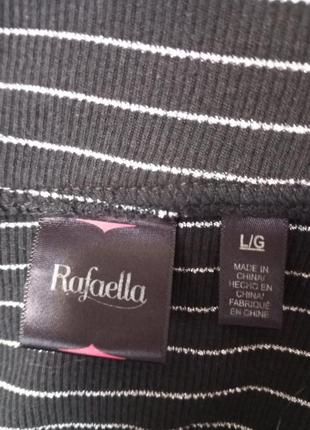 Rafaella
L/G
MADE IN
CHINA/
HECHO EN
CHINA/
FABRIQUÉ
EN CHINE